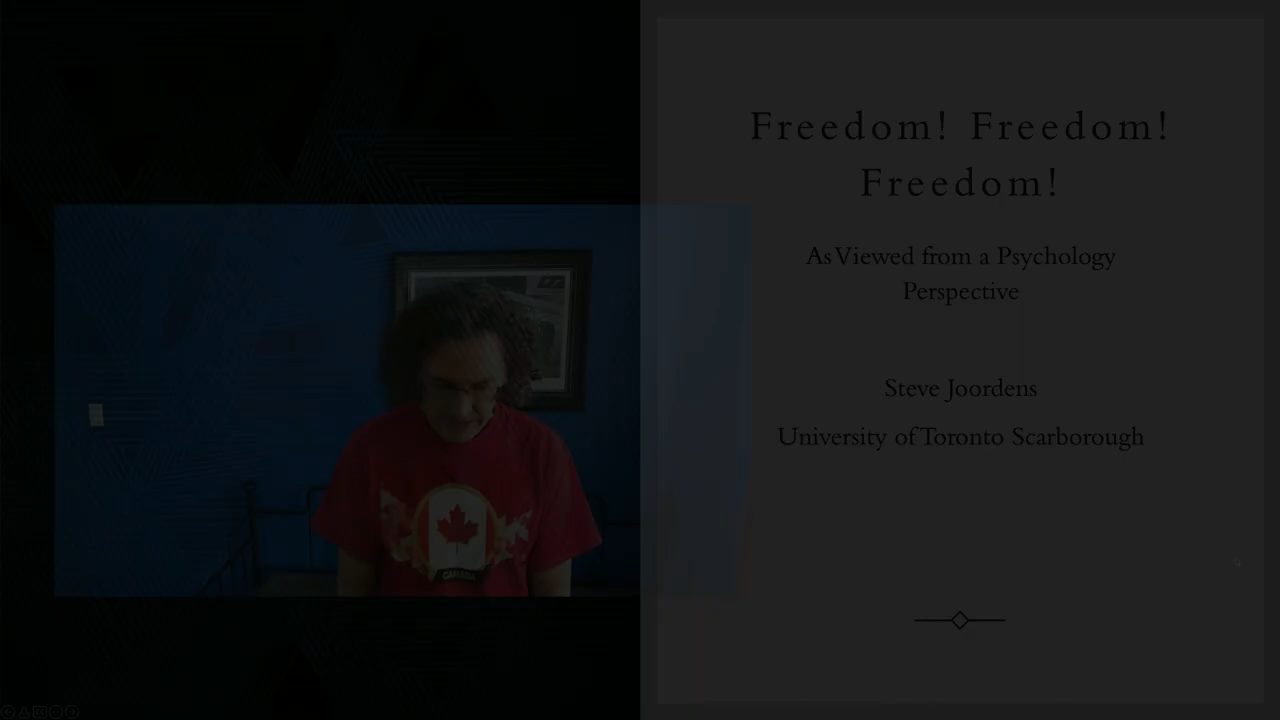 Freedom! Freedom!
Freedom!
As Viewed from a Psychology
Perspective
Steve Joordens
University of Toronto Scarborough
CANADA